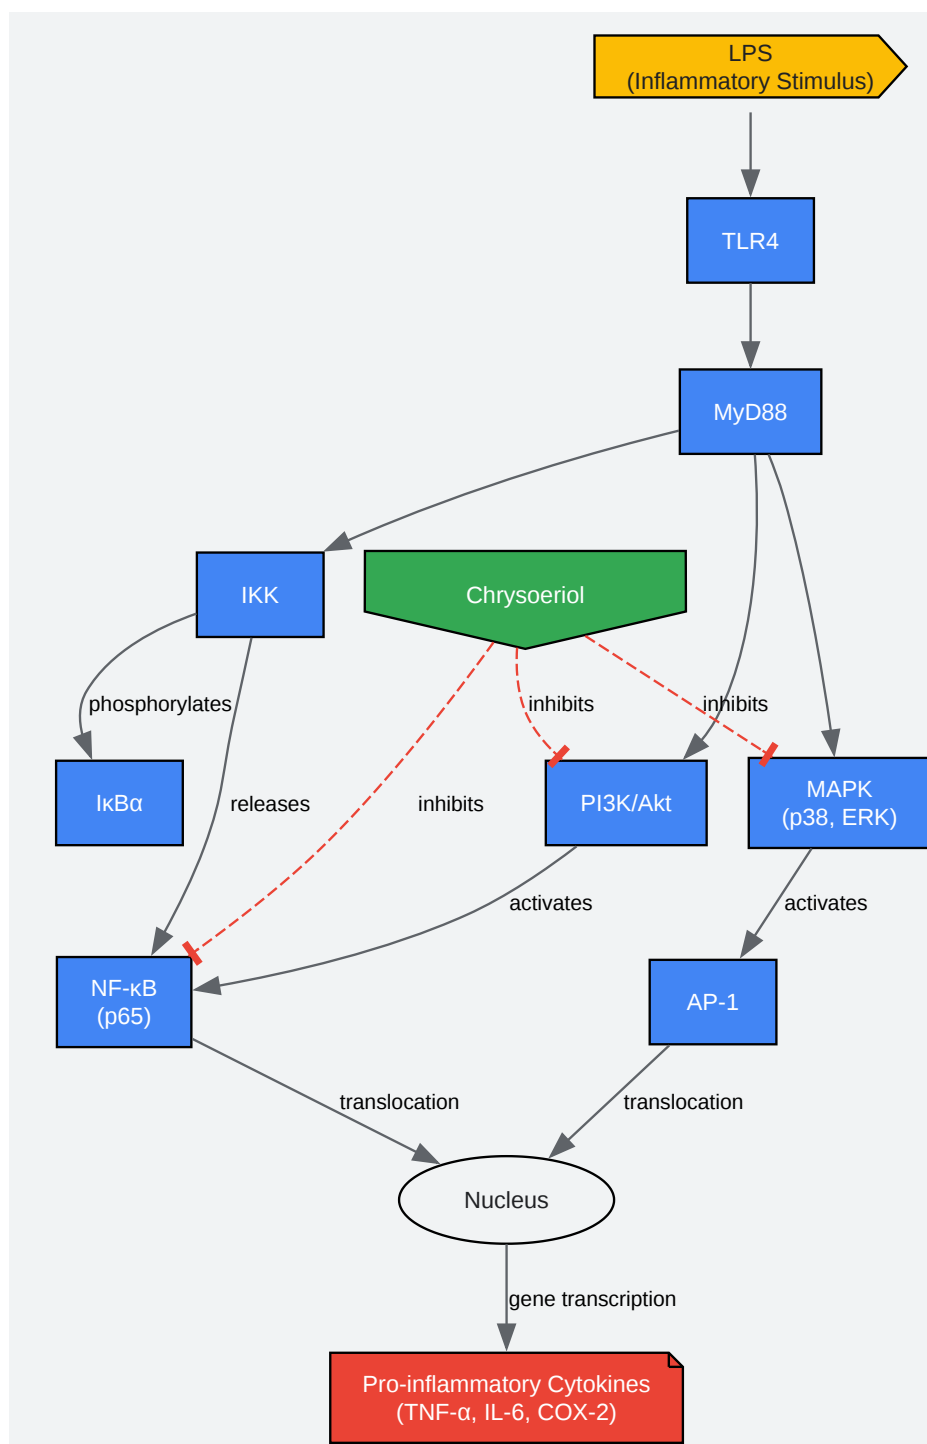 LPS
(Inflammatory Stimulus)
TLR4
MyD88
IKK
Chrysoeriol
phosphorylates
inhibits
inhibits
IκBα
releases
inhibits
PI3K/Akt
MAPK
(p38, ERK)
activates
activates
NF-κB
(p65)
AP-1
translocation
translocation
Nucleus
gene transcription
Pro-inflammatory Cytokines
(TNF-α, IL-6, COX-2)